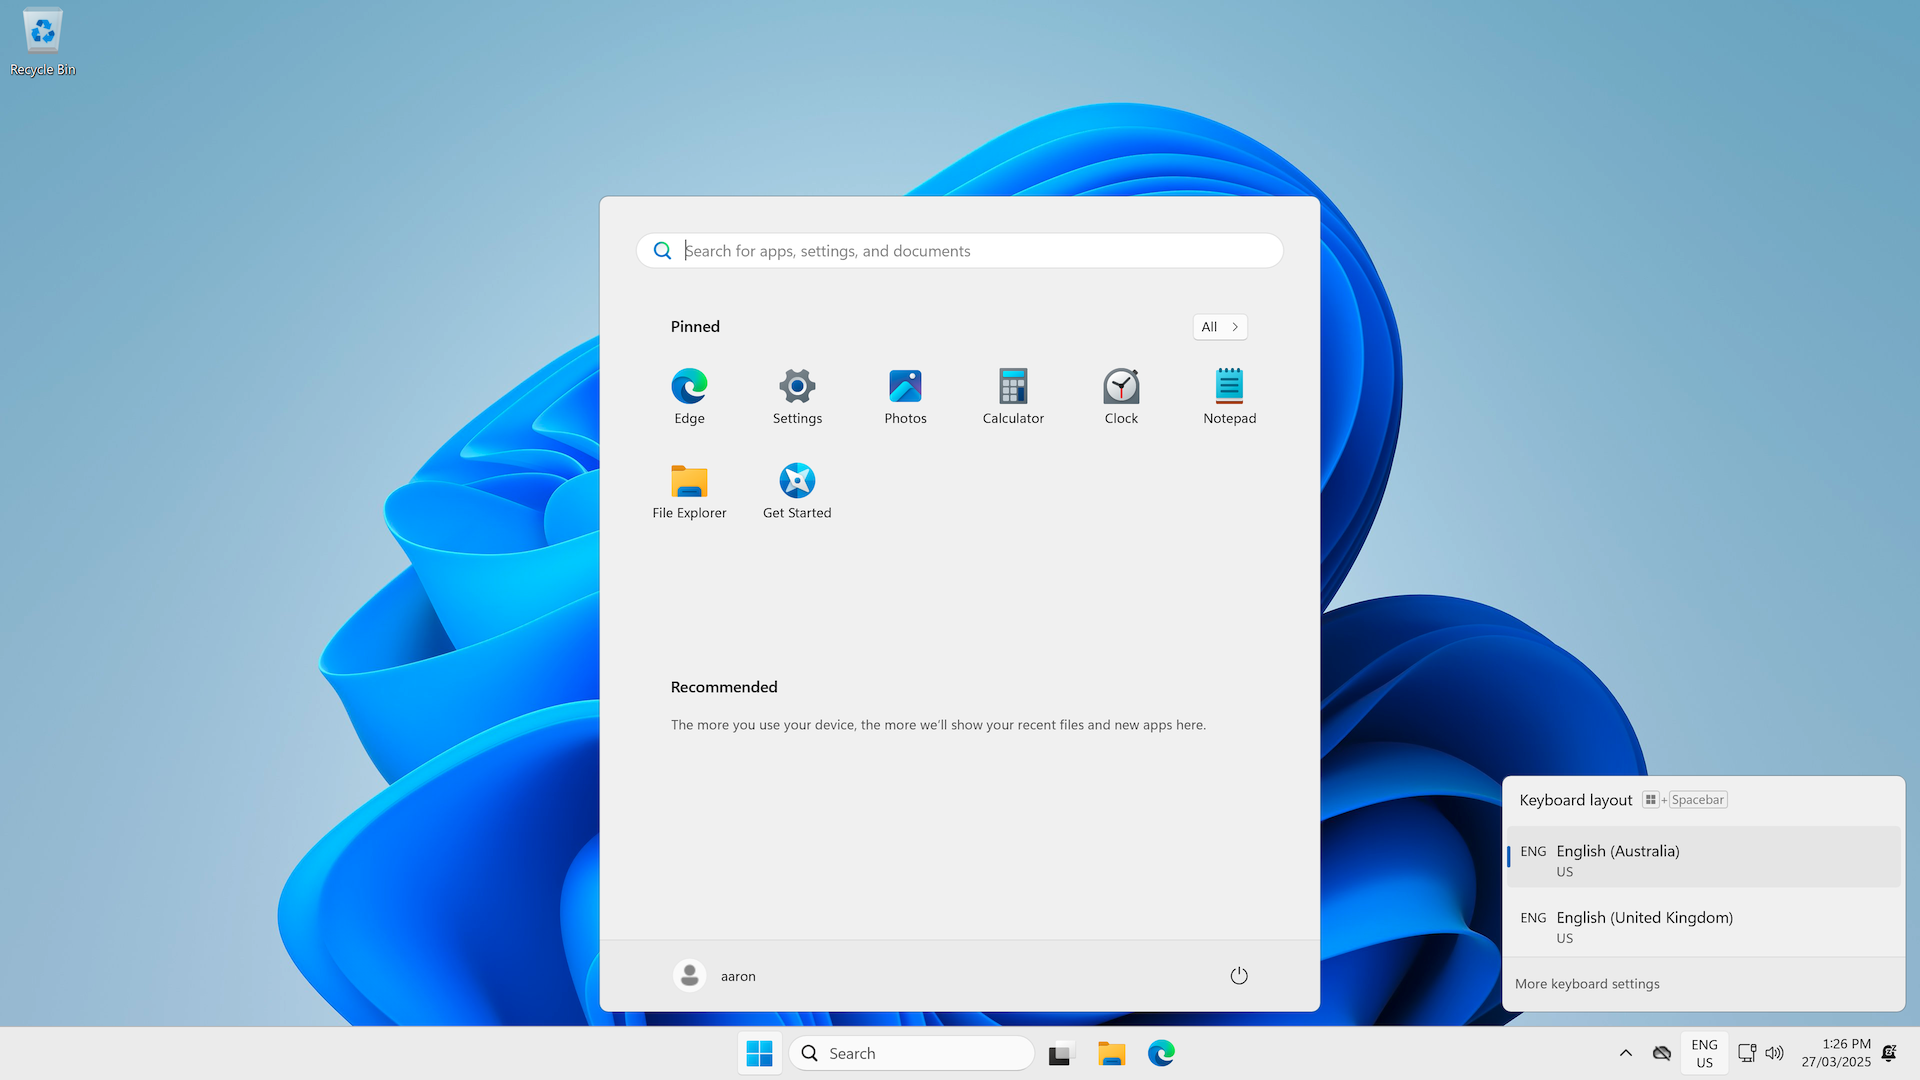 Recycle Bin
Search for apps, settings, and documents
Pinned
All
Edge
Settings
Photos
Calculator
Clock
Notepad
File Explorer
Get Started
Recommended
The more you use your device, the more we'll show your recent files and new apps here.
aaron
Keyboard layout + Spacebar
ENG English (Australia)
US
ENG English (United Kingdom)
US
More keyboard settings
Search
ENG
US
1:26 PM
27/03/2025